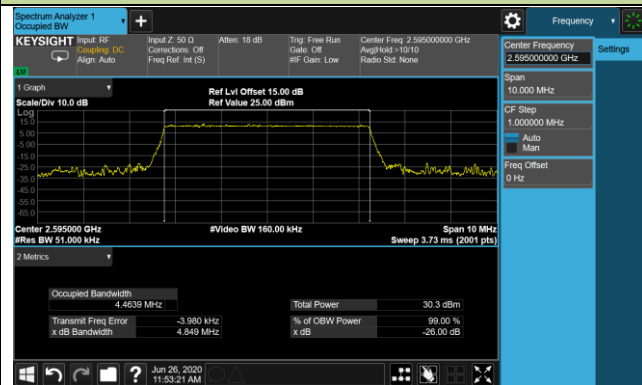 Spectrum Analyzer 1
Occupied BW
Frequency
KEYSIGHT
Input: RF
Coupling: DC
Align: Auto
Input Z: 50 Ω
Corrections: Off
Freq Ref: Int (S)
Atten: 18 dB
Trig: Free Run
Gate: Off
#IF Gain: Low
Center Freq: 2.595000000 GHz
Avg|Hold:>10/10
Radio Std: None
Center Frequency
2.595000000 GHz
Settings
Span
10.000 MHz
CF Step
1.000000 MHz
Auto
Man
Freq Offset
0 Hz
1 Graph
Scale/Div 10.0 dB
Ref Lvl Offset 15.00 dB
Ref Value 25.00 dBm
Log
15.0
5.00
-5.00
-15.0
-25.0
-35.0
-45.0
-55.0
-65.0
Center 2.595000 GHz
#Res BW 51.000 kHz
#Video BW 160.00 kHz
Span 10 MHz
Sweep 3.73 ms (2001 pts)
2 Metrics
Occupied Bandwidth
4.4639 MHz
Total Power
30.3 dBm
Transmit Freq Error
-3.980 kHz
% of OBW Power
99.00 %
x dB Bandwidth
4.849 MHz
x dB
-26.00 dB
?
Jun 26, 2020
11:53:21 AM